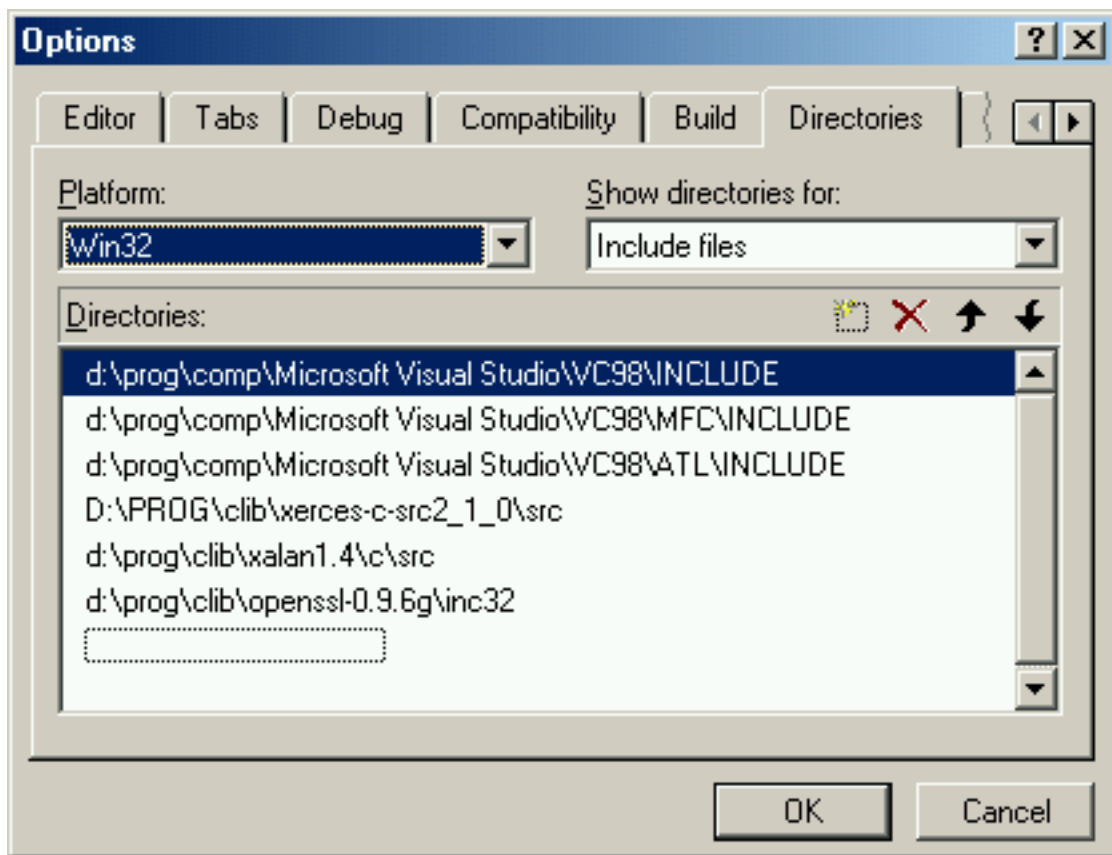 Options
Editor Tabs Debug Compatibility Build Directories
Platform: Show directories for:
Win32 Include files
Directories:
d:\prog\comp\Microsoft Visual Studio\VC98\INCLUDE
d:\prog\comp\Microsoft Visual Studio\VC98\MFC\INCLUDE
d:\prog\comp\Microsoft Visual Studio\VC98\ATL\INCLUDE
D:\PROG\clib\xerces-c-src2_1_0\src
d:\prog\clib\xalan1.4\c\src
d:\prog\clib\openssl-0.9.6g\inc32
OK Cancel